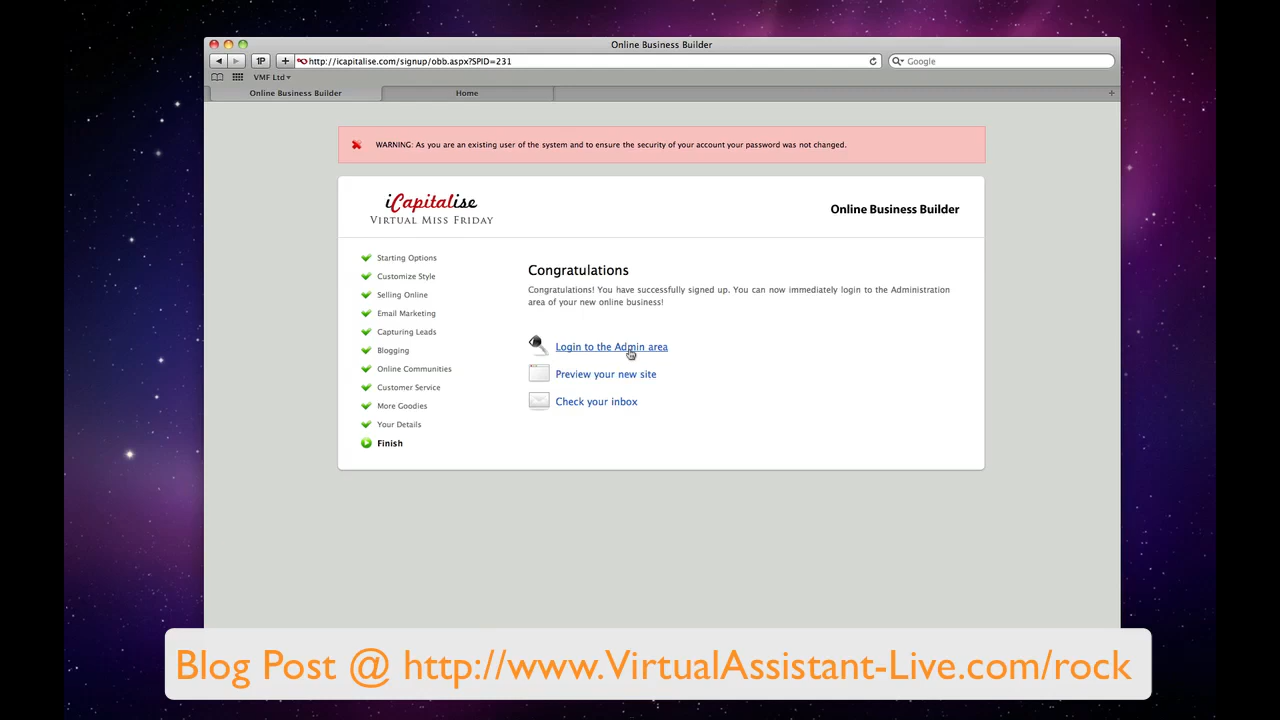 Online Business Builder
1P
+
http://icapitalise.com/signup/obb.aspx?SPID=231
Google
VMF Ltd
Online Business Builder
Home
+
WARNING: As you are an existing user of the system and to ensure the security of your account your password was not changed.
iCapitalise
VIRTUAL MISS FRIDAY
Online Business Builder
Starting Options
Customize Style
Selling Online
Email Marketing
Capturing Leads
Blogging
Online Communities
Customer Service
More Goodies
Your Details
Finish
Congratulations
Congratulations! You have successfully signed up. You can now immediately login to the Administration
area of your new online business!
Login to the Admin area
Preview your new site
Check your inbox
Blog Post @ http://www.VirtualAssistant-Live.com/rock